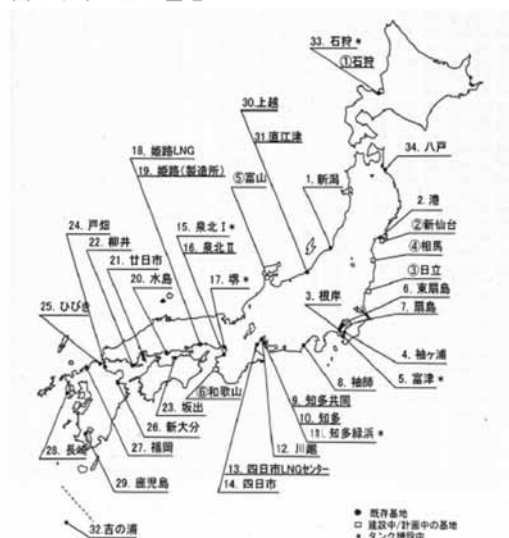 33. 石狩*
①石狩
30.上越
31.直江津
34. 八戸
18. 姫路LNG
19. 姫路(製造所)
⑤富山
1. 新潟
24. 戸畑
22. 柳井
21. 廿日市
20. 水島
15. 泉北Ⅰ*
16. 泉北Ⅱ
17. 堺*
2. 港
②新仙台
④相馬
③日立
6. 東扇島
7. 扇島
3. 根岸
25. ひびき
4. 袖ヶ浦
5. 富津*
8. 袖師
⑥和歌山
9. 知多共同
10. 知多
11. 知多緑浜*
12. 川越
13. 四日市LNGセンター
14. 四日市
23. 坂出
26. 新大分
27. 福岡
28. 長崎
29. 鹿児島
32.吉の浦
● 既存基地
□ 建設中/計画中の基地
* タンク増設中